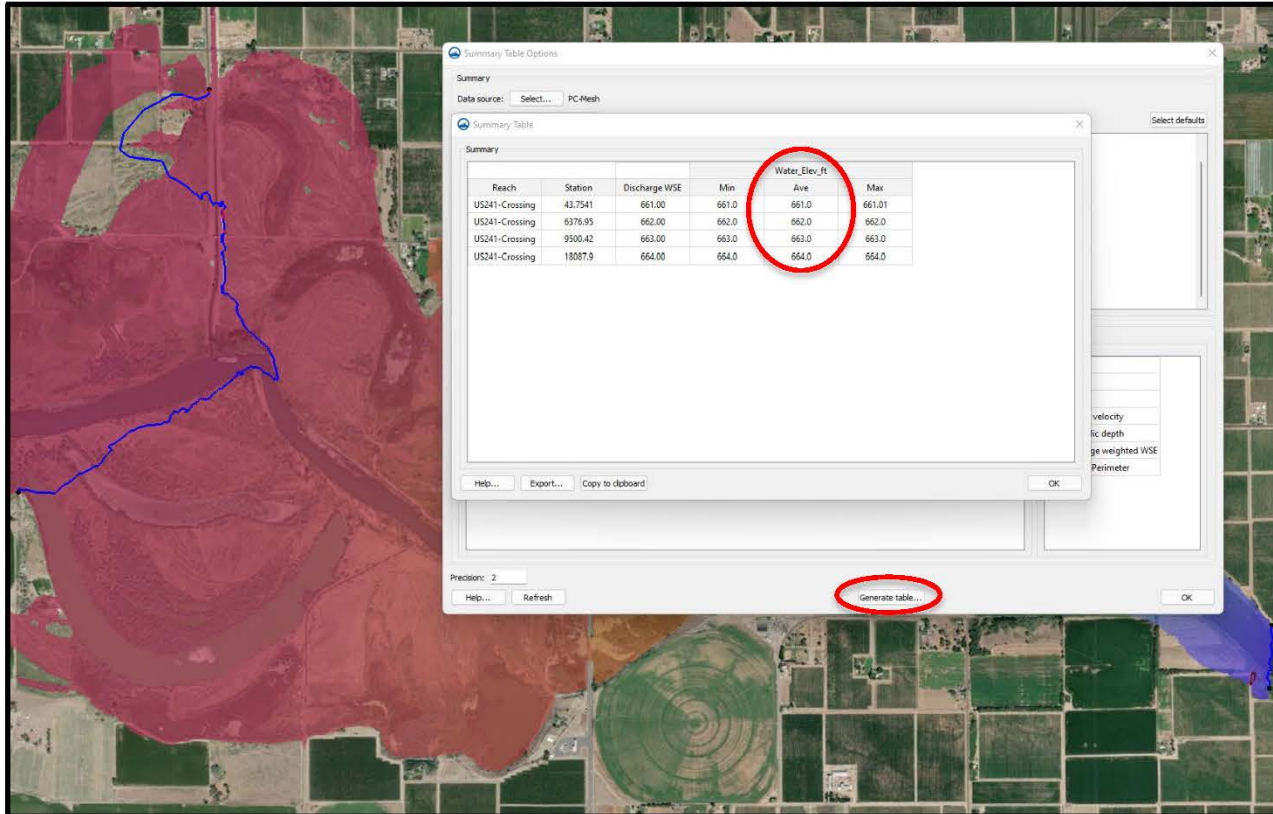 Summary Table Options
Summary
Data source: Select... PC-Mesh
Select defaults
Summary Table
Summary
Water_Elev_ft
Reach Station Discharge WSE Min Ave Max
US241-Crossing 43.7541 661.00 661.0 661.0 661.01
US241-Crossing 6376.95 662.00 662.0 662.0 662.0
US241-Crossing 9500.42 663.00 663.0 663.0 663.0
US241-Crossing 18087.9 664.00 664.0 664.0 664.0
velocity
lic depth
ge weighted WSE
Perimeter
Help... Export... Copy to clipboard OK
Precision: 2
Help... Refresh Generate table... OK